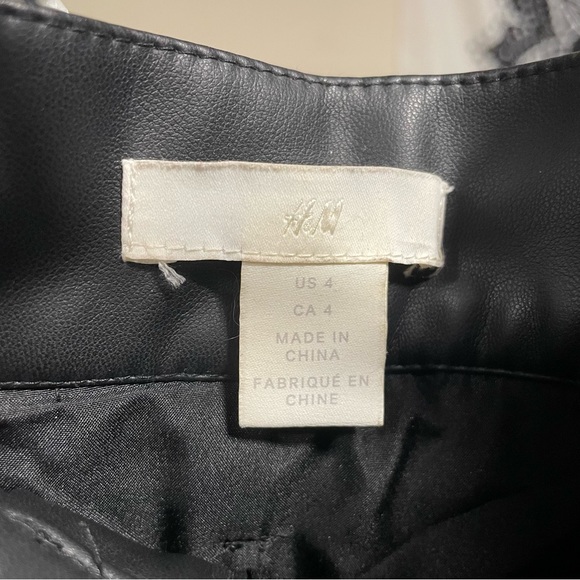 H&M
US 4
CA 4
MADE IN
CHINA
FABRIQUÉ EN
CHINE